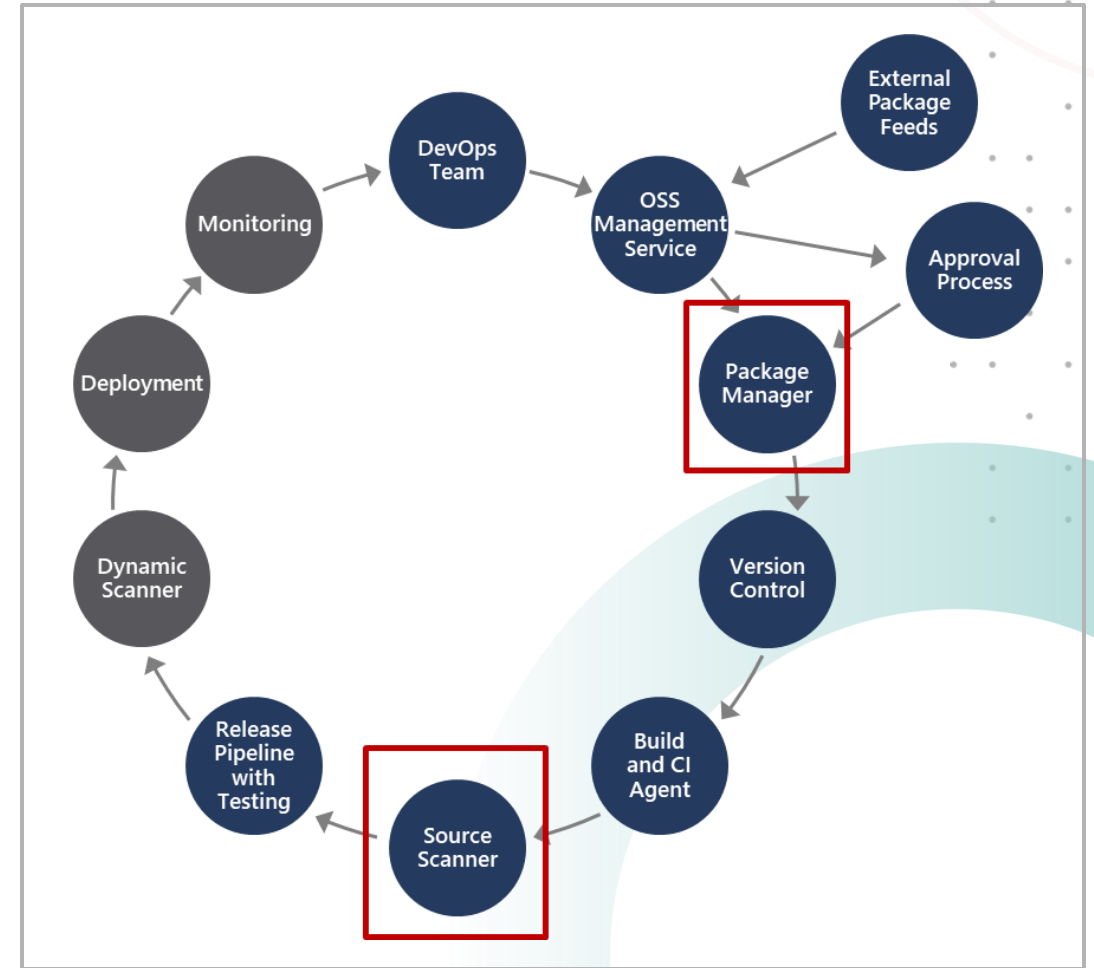 External
Package
Feeds
DevOps
Team
OSS
Management
Service
Monitoring
Approval
Process
Package
Manager
Deployment
Version
Control
Dynamic
Scanner
Build
and CI
Agent
Release
Pipeline
with
Testing
Source
Scanner